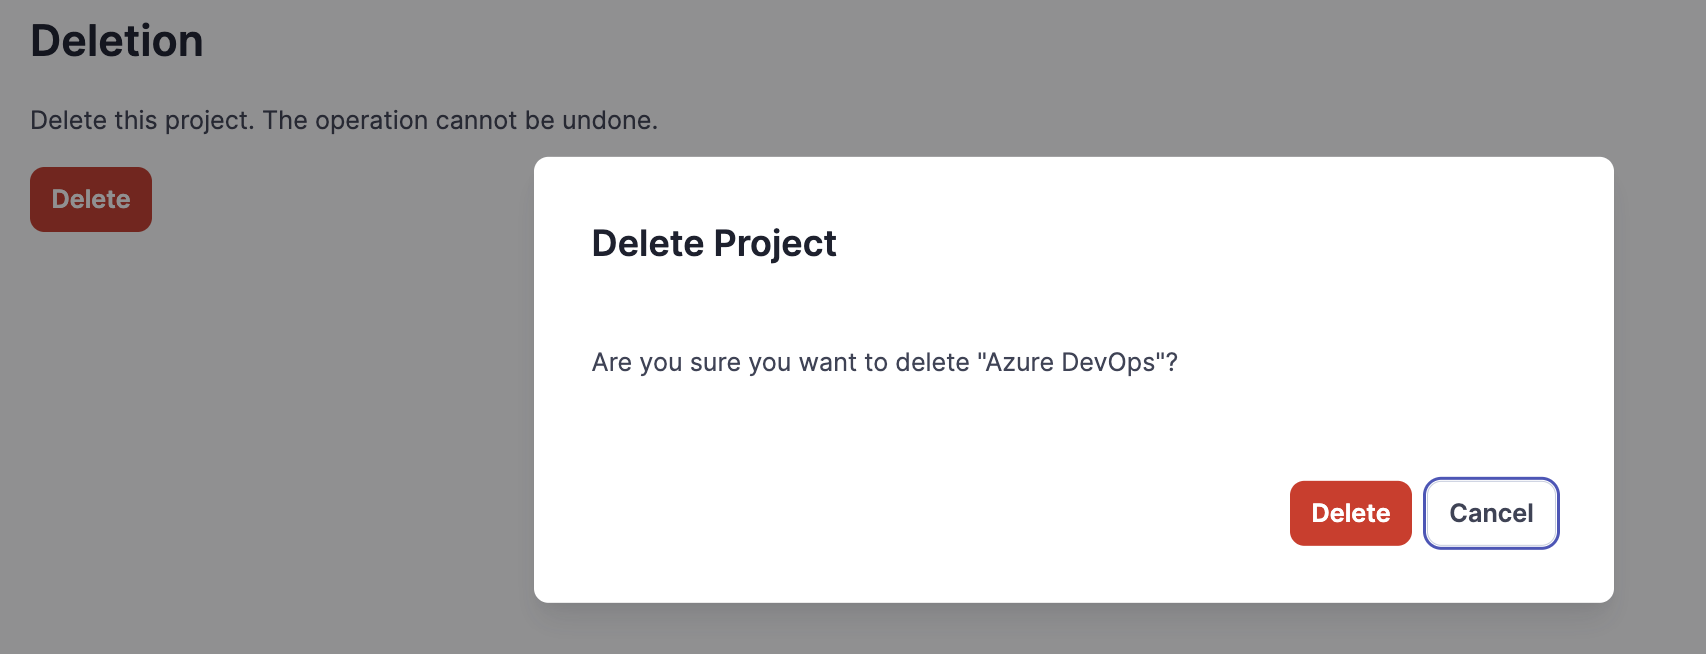 Deletion
Delete this project. The operation cannot be undone.
Delete
Delete Project
Are you sure you want to delete "Azure DevOps"?
Delete
Cancel